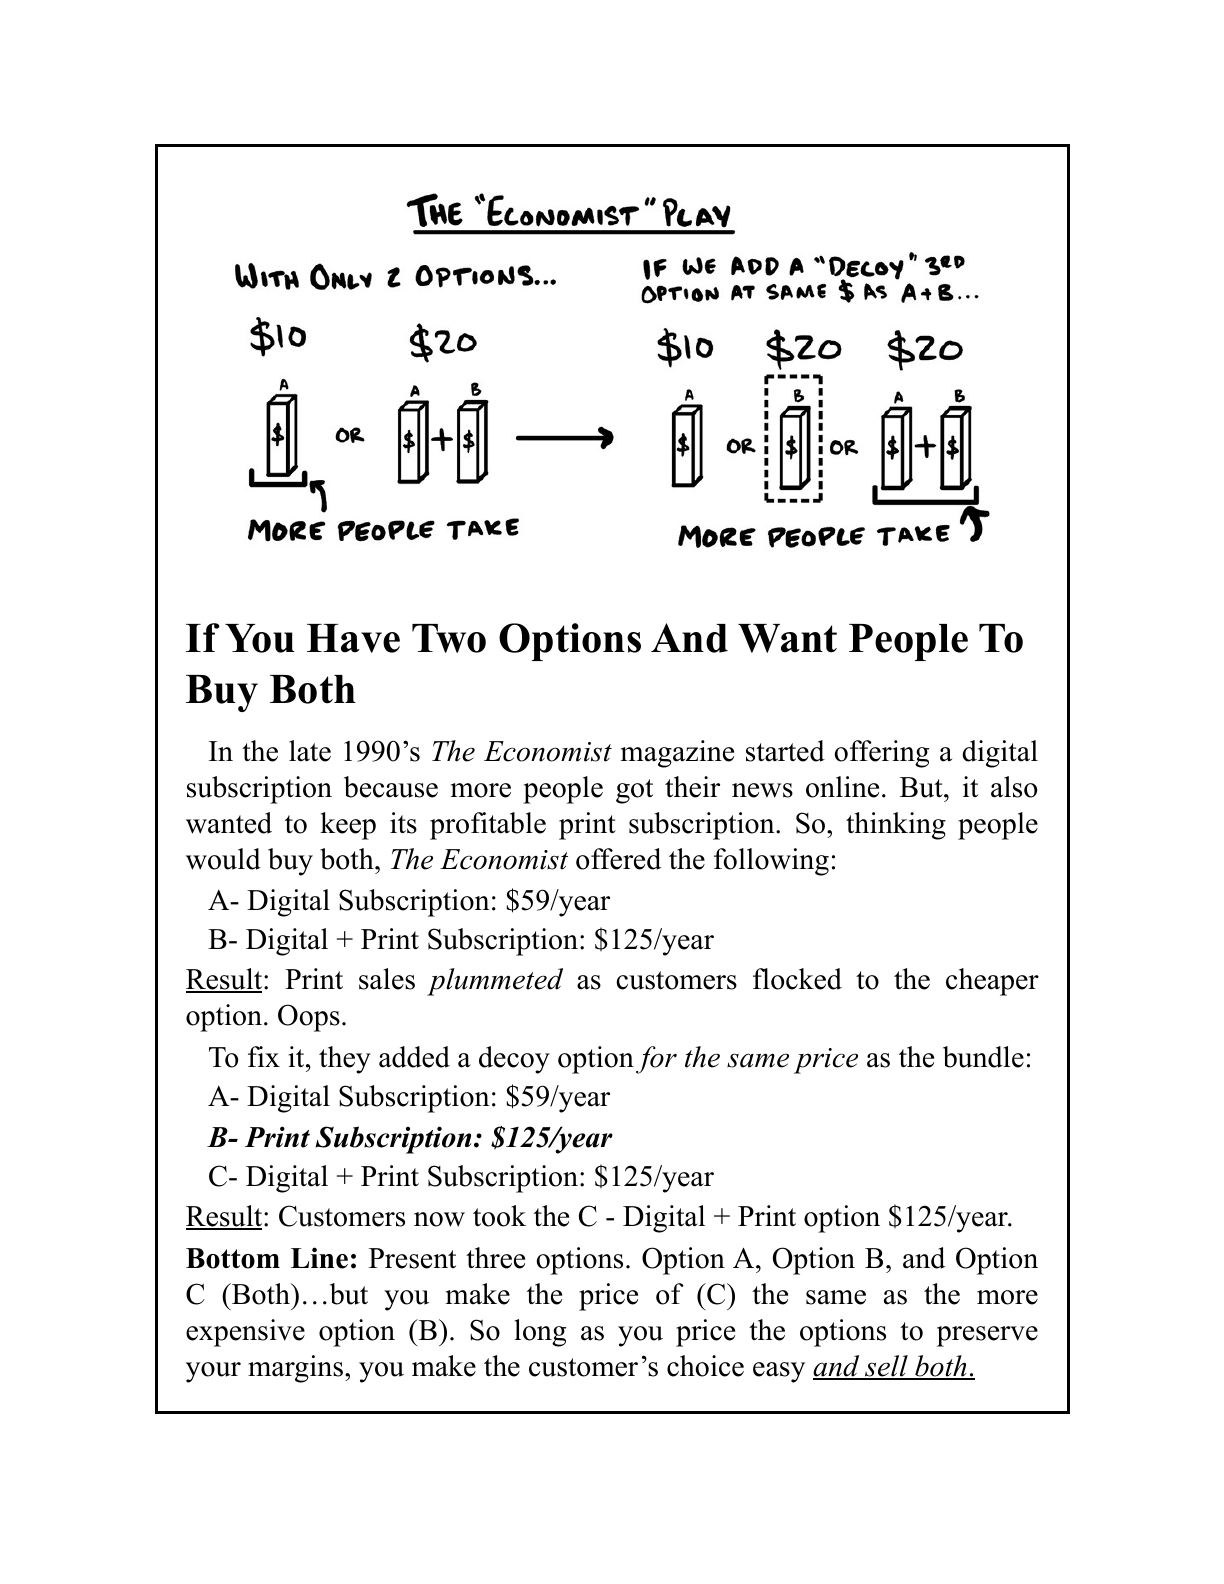 THE "ECONOMIST" PLAY
WITH ONLY 2 OPTIONS...
IF WE ADD A "DECOY" 3RD
OPTION AT SAME $ AS A+B...
$10 $20 $10 $20 $20
A A B A B A B
$ OR $ + $ $ OR $ OR $ + $
MORE PEOPLE TAKE
MORE PEOPLE TAKE
If You Have Two Options And Want People To
Buy Both
In the late 1990’s The Economist magazine started offering a digital
subscription because more people got their news online. But, it also
wanted to keep its profitable print subscription. So, thinking people
would buy both, The Economist offered the following:
A- Digital Subscription: $59/year
B- Digital + Print Subscription: $125/year
Result: Print sales plummeted as customers flocked to the cheaper
option. Oops.
To fix it, they added a decoy option for the same price as the bundle:
A- Digital Subscription: $59/year
B- Print Subscription: $125/year
C- Digital + Print Subscription: $125/year
Result: Customers now took the C - Digital + Print option $125/year.
Bottom Line: Present three options. Option A, Option B, and Option
C (Both)…but you make the price of (C) the same as the more
expensive option (B). So long as you price the options to preserve
your margins, you make the customer’s choice easy and sell both.